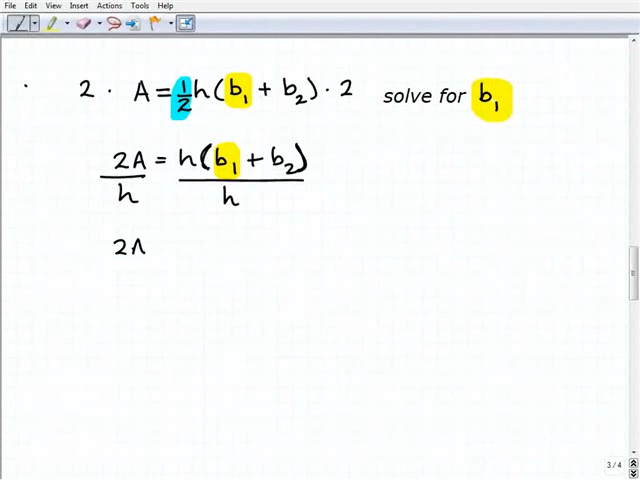 File Edit View Insert Actions Tools Help
2 · A = 1/2 h(b₁ + b₂) · 2 solve for b₁
2A/h = h(b₁ + b₂)/h
2A
3 / 4